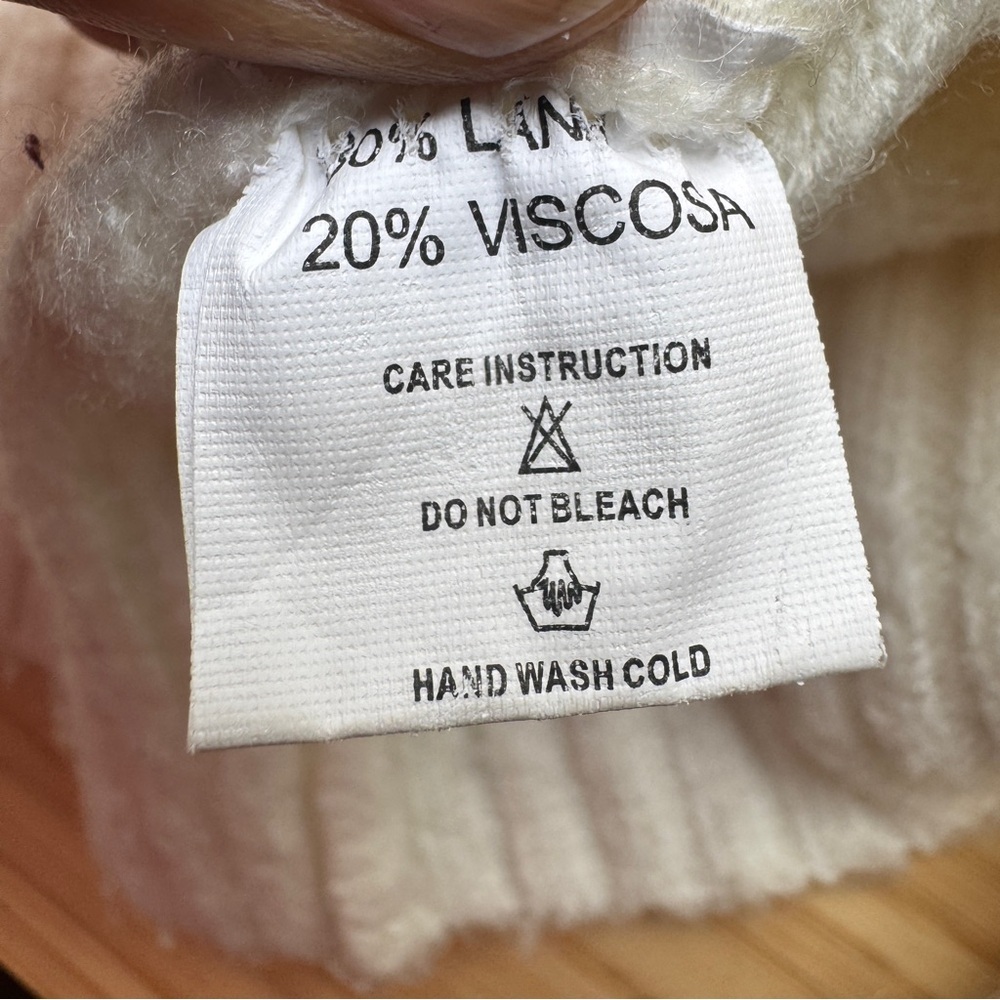 20% VISCOSA
CARE INSTRUCTION
DO NOT BLEACH
HAND WASH COLD